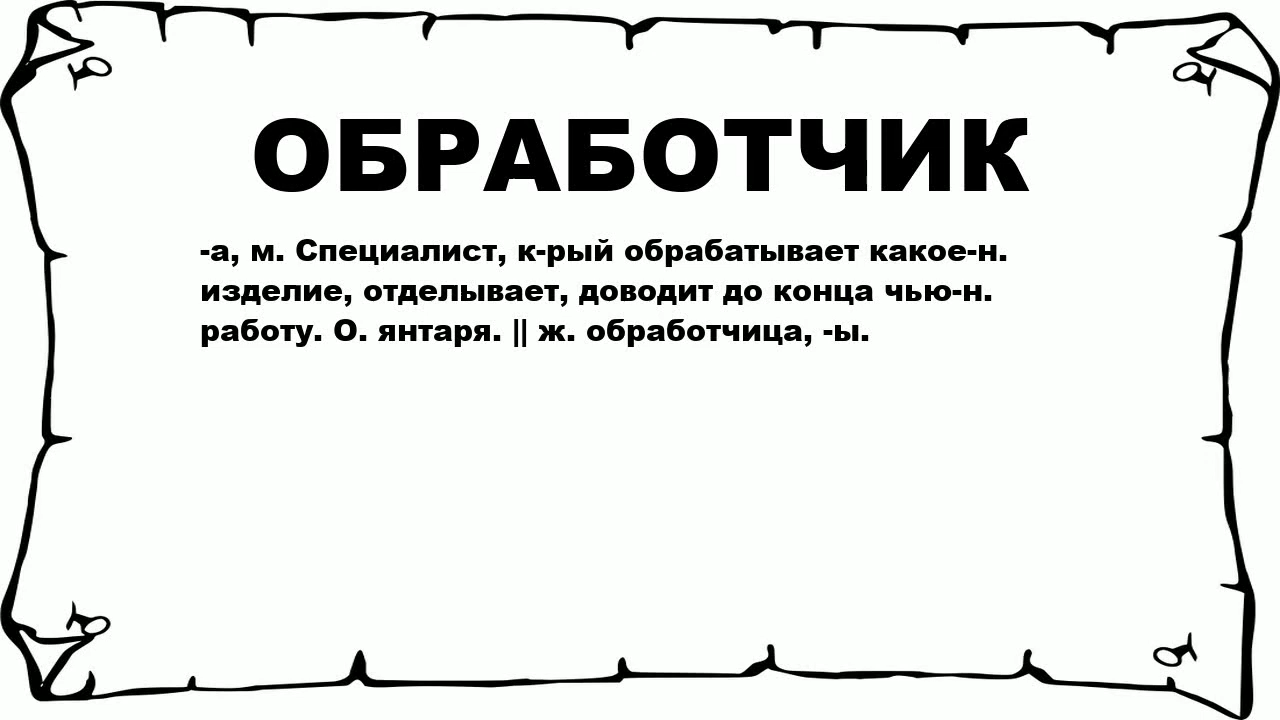 ОБРАБОТЧИК
-а, м. Специалист, к-рый обрабатывает какое-н.
изделие, отделывает, доводит до конца чью-н.
работу. О. янтаря. || ж. обработчица, -ы.